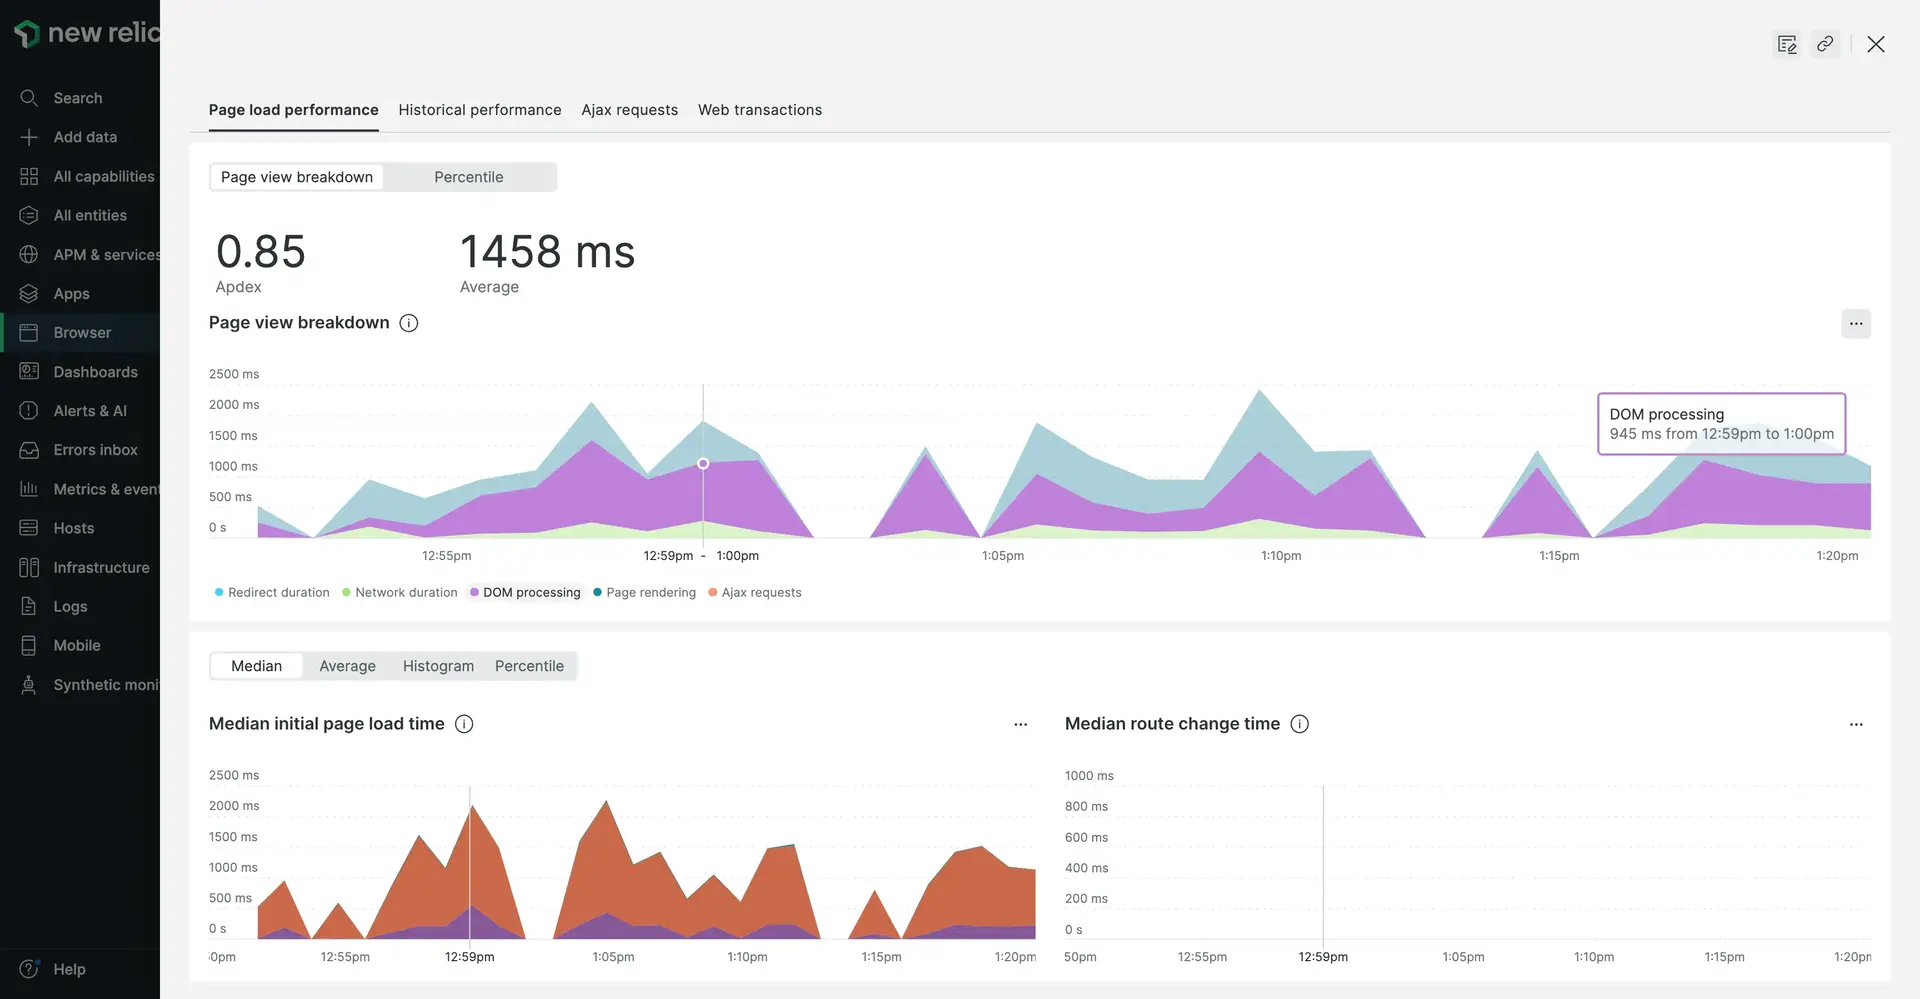 new relic
Search
Add data
All capabilities
All entities
APM & services
Apps
Browser
Dashboards
Alerts & AI
Errors inbox
Metrics & event
Hosts
Infrastructure
Logs
Mobile
Synthetic moni
Help
Page load performance Historical performance Ajax requests Web transactions
Page view breakdown Percentile
0.85 1458 ms
Apdex Average
Page view breakdown
2500 ms
2000 ms
1500 ms
1000 ms
500 ms
0 s
DOM processing
945 ms from 12:59pm to 1:00pm
12:55pm 12:59pm - 1:00pm 1:05pm 1:10pm 1:15pm 1:20pm
Redirect duration Network duration DOM processing Page rendering Ajax requests
Median Average Histogram Percentile
Median initial page load time
2500 ms
2000 ms
1500 ms
1000 ms
500 ms
0 s
:0pm 12:55pm 12:59pm 1:05pm 1:10pm 1:15pm 1:20pm
Median route change time
1000 ms
800 ms
600 ms
400 ms
200 ms
0 s
50pm 12:55pm 12:59pm 1:05pm 1:10pm 1:15pm 1:20pm